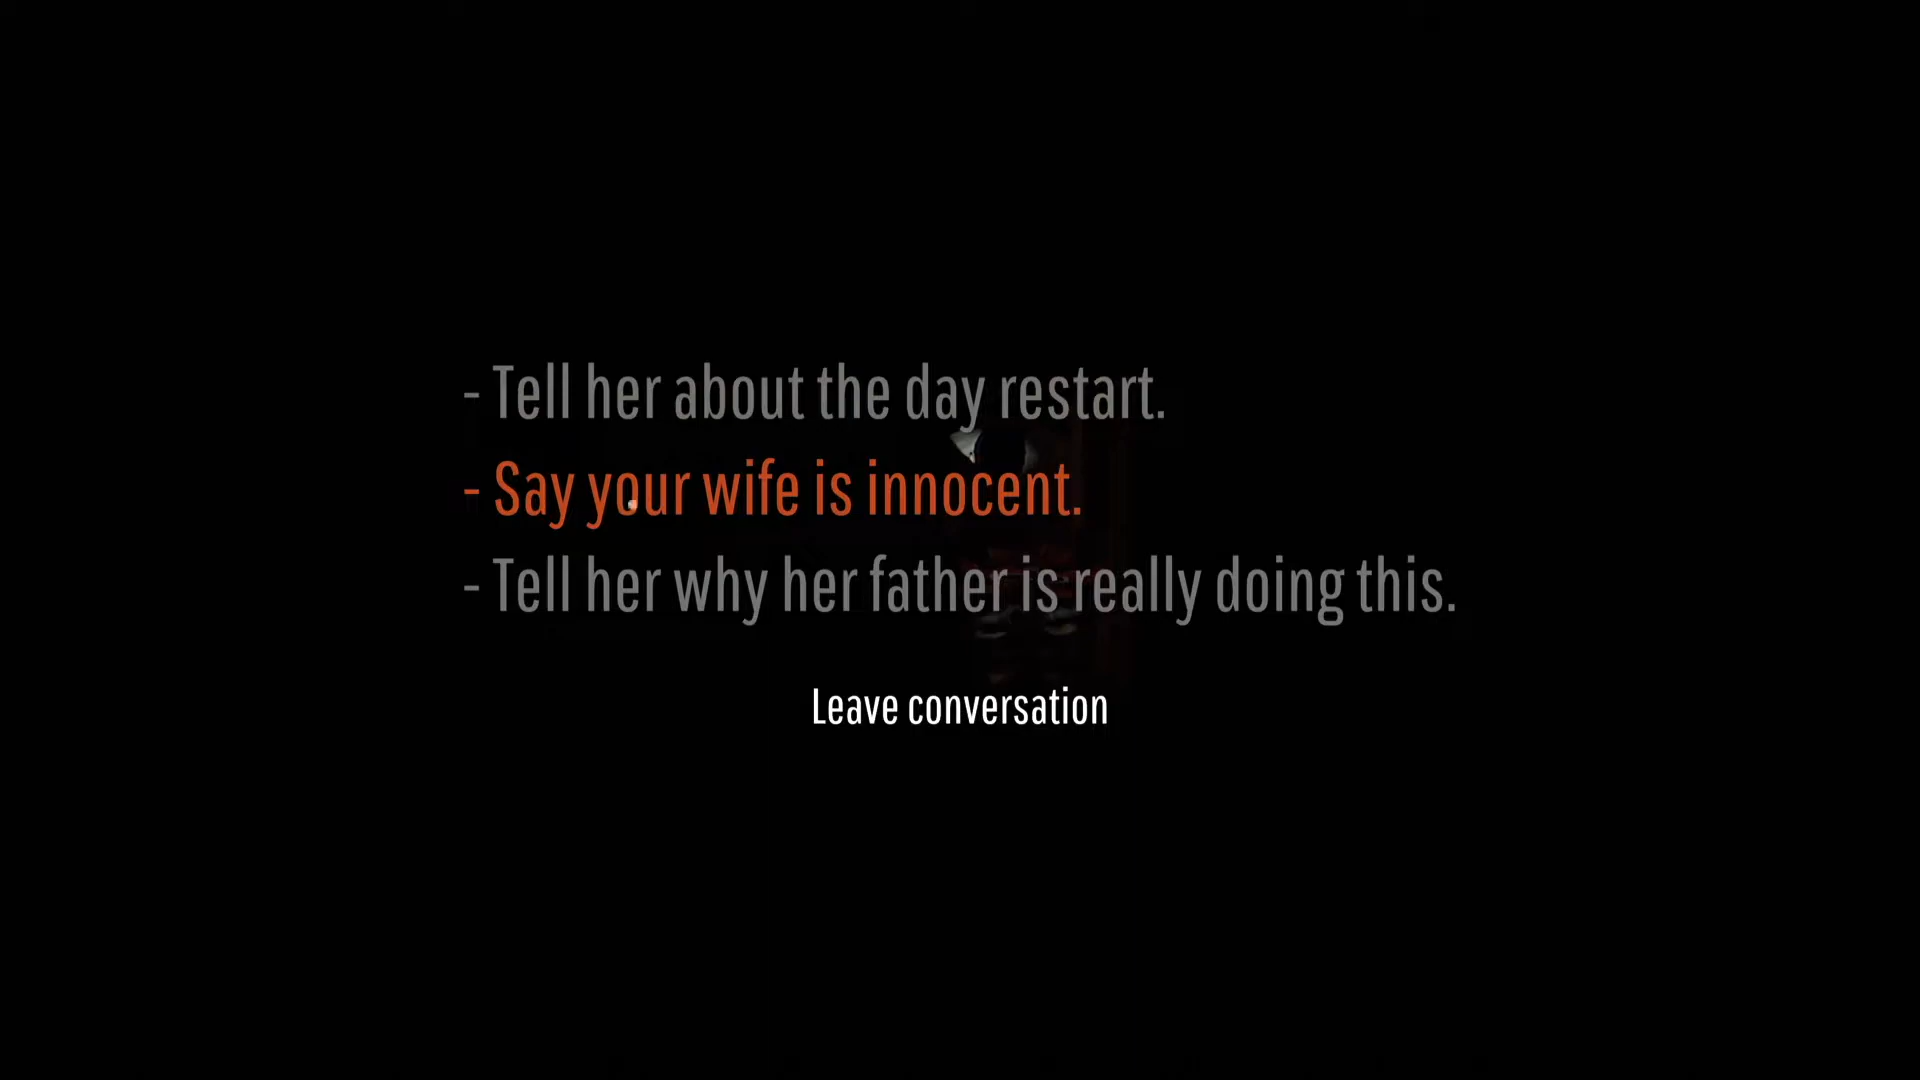 - Tell her about the day restart.
- Say your wife is innocent.
- Tell her why her father is really doing this.
Leave conversation